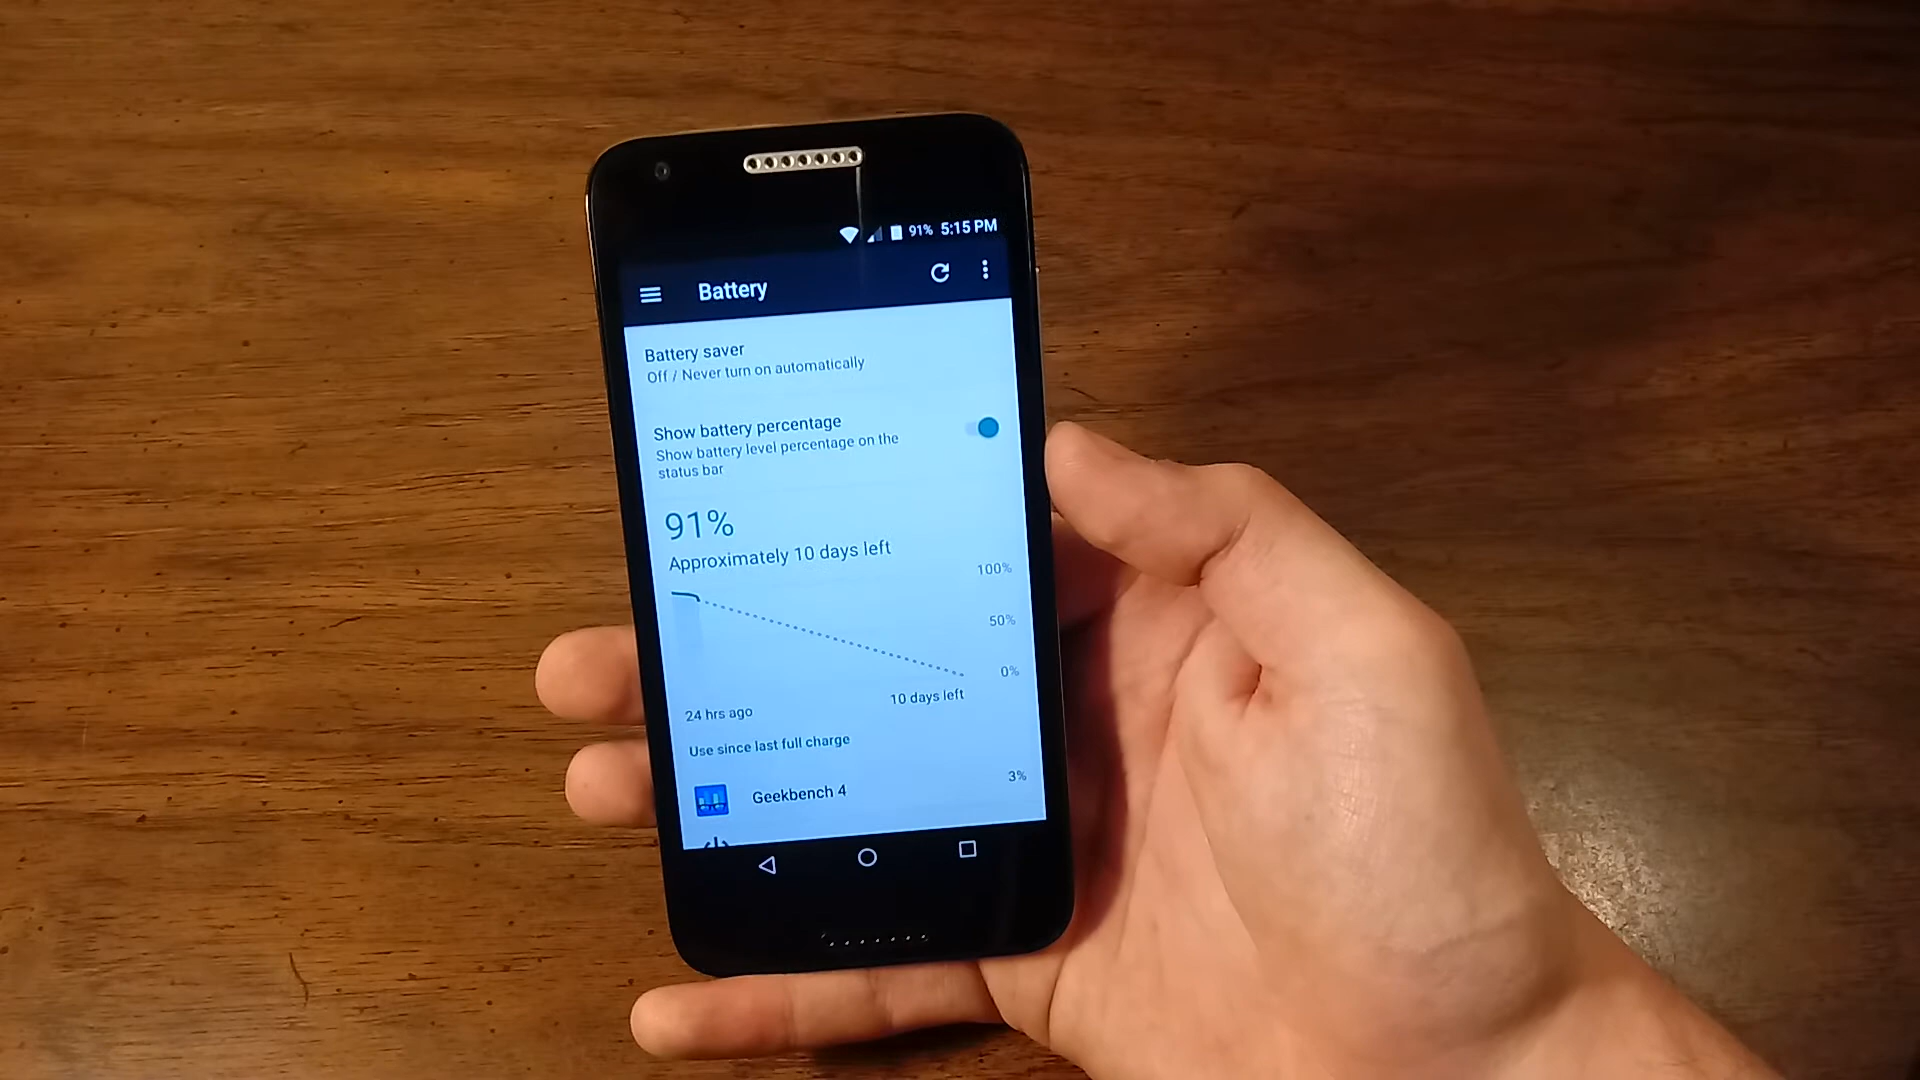 91% 5:15 PM
Battery
Battery saver
Off / Never turn on automatically
Show battery percentage
Show battery level percentage on the
status bar
91%
Approximately 10 days left
100%
50%
0%
24 hrs ago
10 days left
Use since last full charge
Geekbench 4
3%